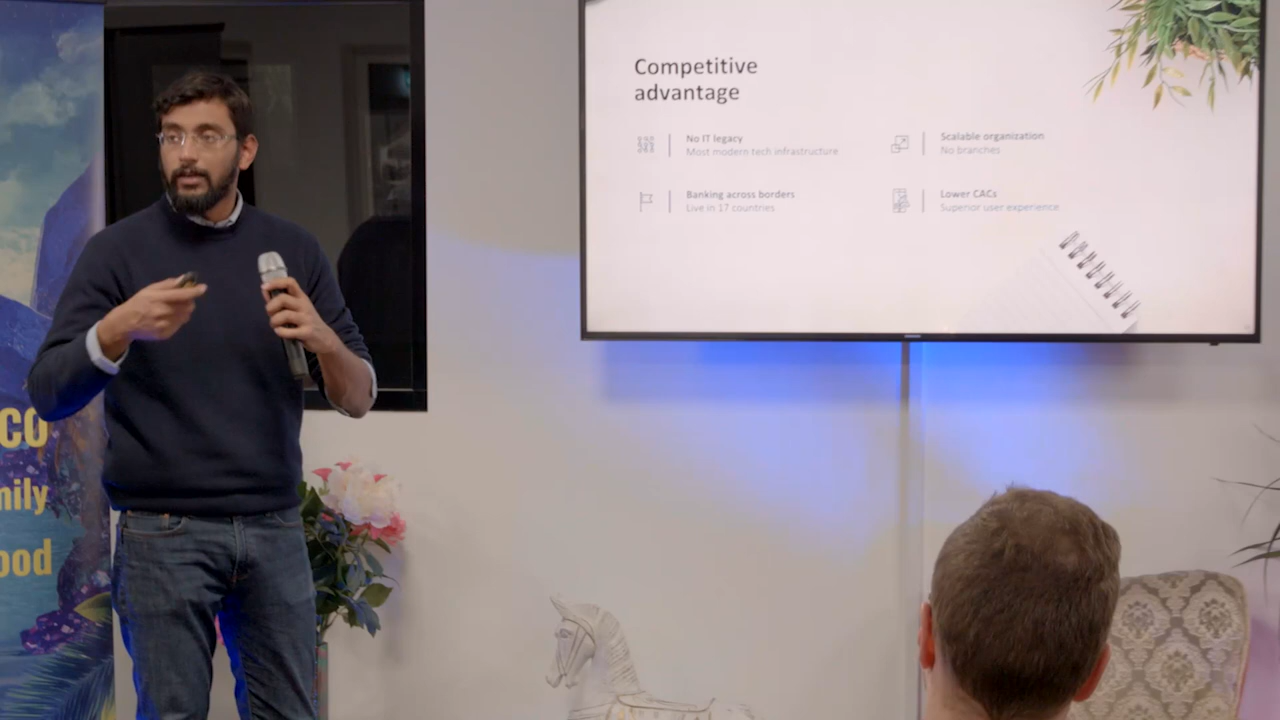 Competitive
advantage
No IT legacy
Most modern tech infrastructure
Scalable organization
No branches
Banking across borders
Live in 17 countries
Lower CACs
Superior user experience
CO
nily
ood